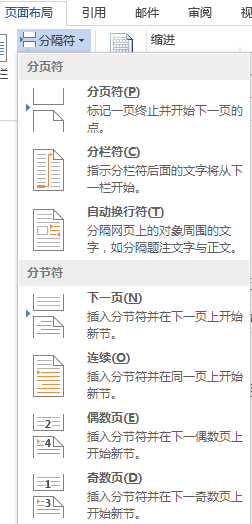 页面布局 引用 邮件 审阅 视
分隔符 缩进
栏
分页符
分页符(P)
标记一页终止并开始下一页的
点。
分栏符(C)
指示分栏符后面的文字将从下
一栏开始。
自动换行符(T)
分隔网页上的对象周围的文
字，如分隔题注文字与正文。
分节符
下一页(N)
插入分节符并在下一页上开始
新节。
连续(O)
插入分节符并在同一页上开始
新节。
偶数页(E)
插入分节符并在下一偶数页上
开始新节。
2
4
奇数页(D)
插入分节符并在下一奇数页上
开始新节。
1
3